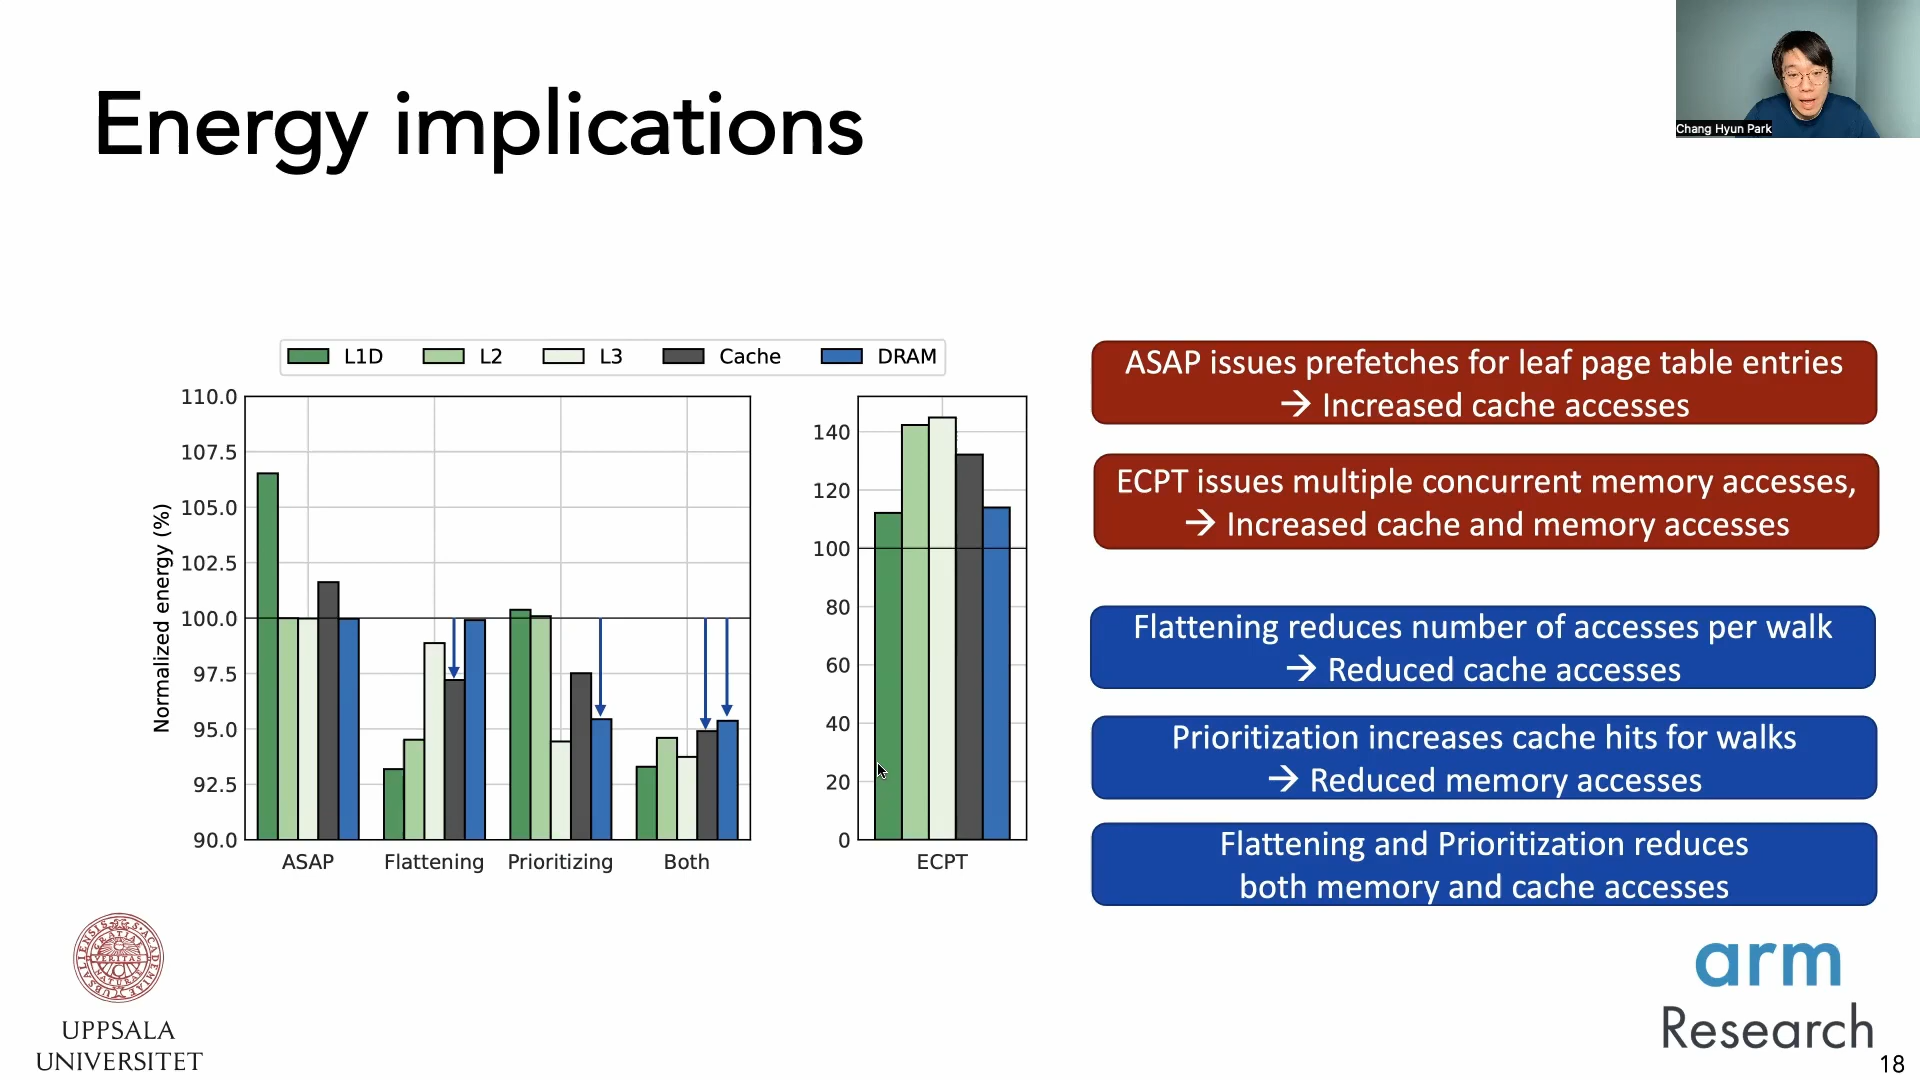 Energy implications
Chang Hyun Park
L1D L2 L3 Cache DRAM
Normalized energy (%)
110.0
107.5
105.0
102.5
100.0
97.5
95.0
92.5
90.0
ASAP Flattening Prioritizing Both
140
120
100
80
60
40
20
0
ECPT
ASAP issues prefetches for leaf page table entries
→ Increased cache accesses
ECPT issues multiple concurrent memory accesses,
→ Increased cache and memory accesses
Flattening reduces number of accesses per walk
→ Reduced cache accesses
Prioritization increases cache hits for walks
→ Reduced memory accesses
Flattening and Prioritization reduces
both memory and cache accesses
UPPSALA
UNIVERSITET
arm
Research
18